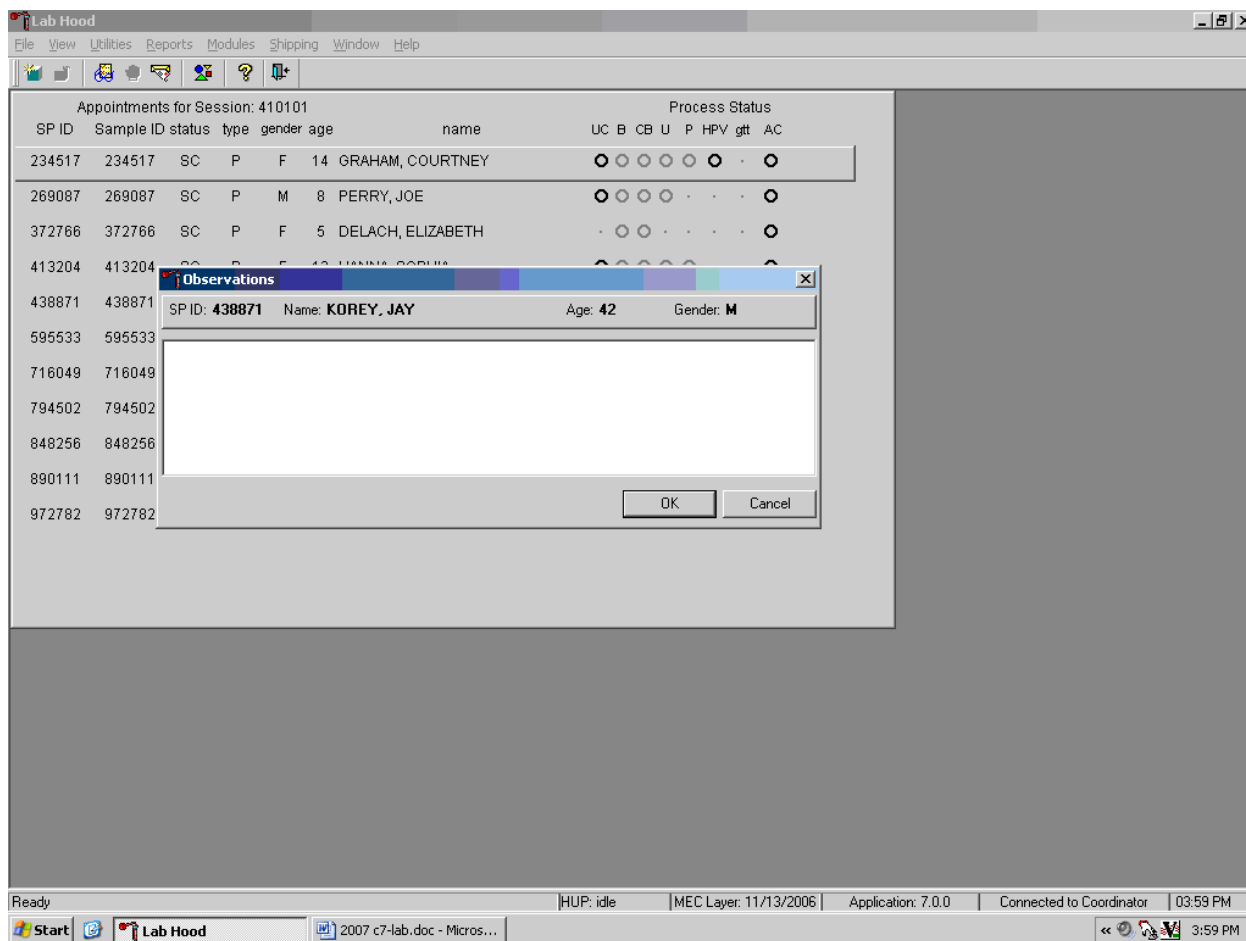 Lab Hood
File View Utilities Reports Modules Shipping Window Help
Appointments for Session: 410101 Process Status
SP ID Sample ID status type gender age name UC B CB U P HPV gtt AC
234517 234517 SC P F 14 GRAHAM, COURTNEY
269087 269087 SC P M 8 PERRY, JOE
372766 372766 SC P F 5 DELACH, ELIZABETH
413204 413204
Observations
438871 438871
SP ID: 438871 Name: KOREY, JAY Age: 42 Gender: M
595533 595533
716049 716049
794502 794502
848256 848256
890111 890111
OK Cancel
972782 972782
Ready HUP: idle MEC Layer: 11/13/2006 Application: 7.0.0 Connected to Coordinator 03:59 PM
Start Lab Hood 2007 c7-lab.doc - Micros... 3:59 PM